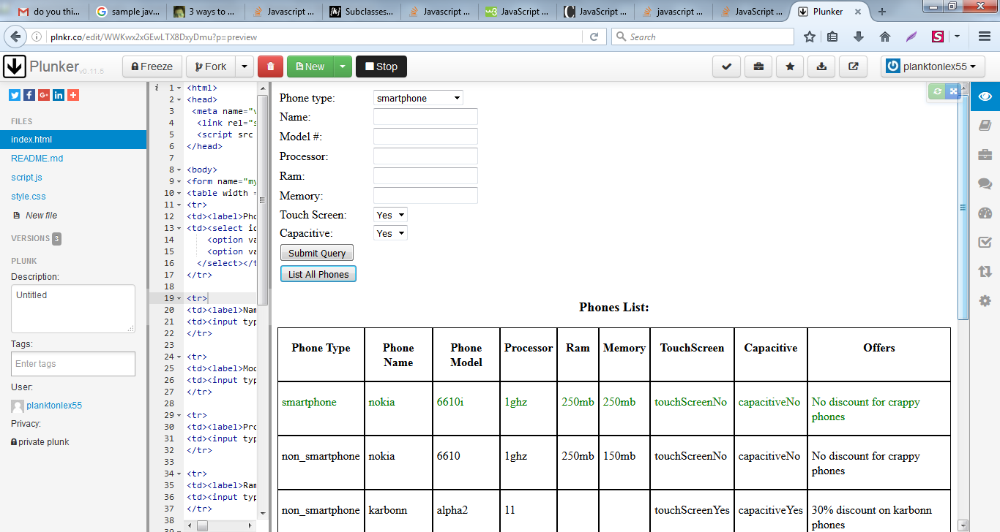 do you thi...
sample jav...
3 ways to ...
Javascript ...
Subclasses...
Javascript ...
JavaScript ...
JavaScript ...
javascript ...
JavaScript ...
Plunker
plnkr.co/edit/WWKwx2xGEwLTX8DxyDmu?p=preview
Search
Plunker v0.11.5
Freeze
Fork
New
Stop
planktonlex55
FILES
index.html
README.md
script.js
style.css
New file
VERSIONS 3
PLUNK
Description:
Untitled
Tags:
Enter tags
User:
planktonlex55
Privacy:
private plunk
i 1 <html>
2 <head>
3 <meta name="v
4 <link rel="s
5 <script src
6 </head>
7
8 <body>
9 <form name="my
10 <table width =
11 <tr>
12 <td><label>Pho
13 <td><select id
14 <option va
15 <option va
16 </select></t
17 </tr>
18
19 <tr>
20 <td><label>Nam
21 <td><input typ
22 </tr>
23
24 <tr>
25 <td><label>Mod
26 <td><input typ
27 </tr>
28
29 <tr>
30 <td><label>Pro
31 <td><input typ
32 </tr>
33
34 <tr>
35 <td><label>Ram
36 <td><input typ
37 </tr>
38
Phone type: smartphone
Name:
Model #:
Processor:
Ram:
Memory:
Touch Screen: Yes
Capacitive: Yes
Submit Query
List All Phones
Phones List:
Phone Type Phone Name Phone Model Processor Ram Memory TouchScreen Capacitive Offers
smartphone nokia 6610i 1ghz 250mb 250mb touchScreenNo capacitiveNo No discount for crappy phones
non_smartphone nokia 6610 1ghz 250mb 150mb touchScreenNo capacitiveNo No discount for crappy phones
non_smartphone karbonn alpha2 11 touchScreenYes capacitiveYes 30% discount on karbonn phones